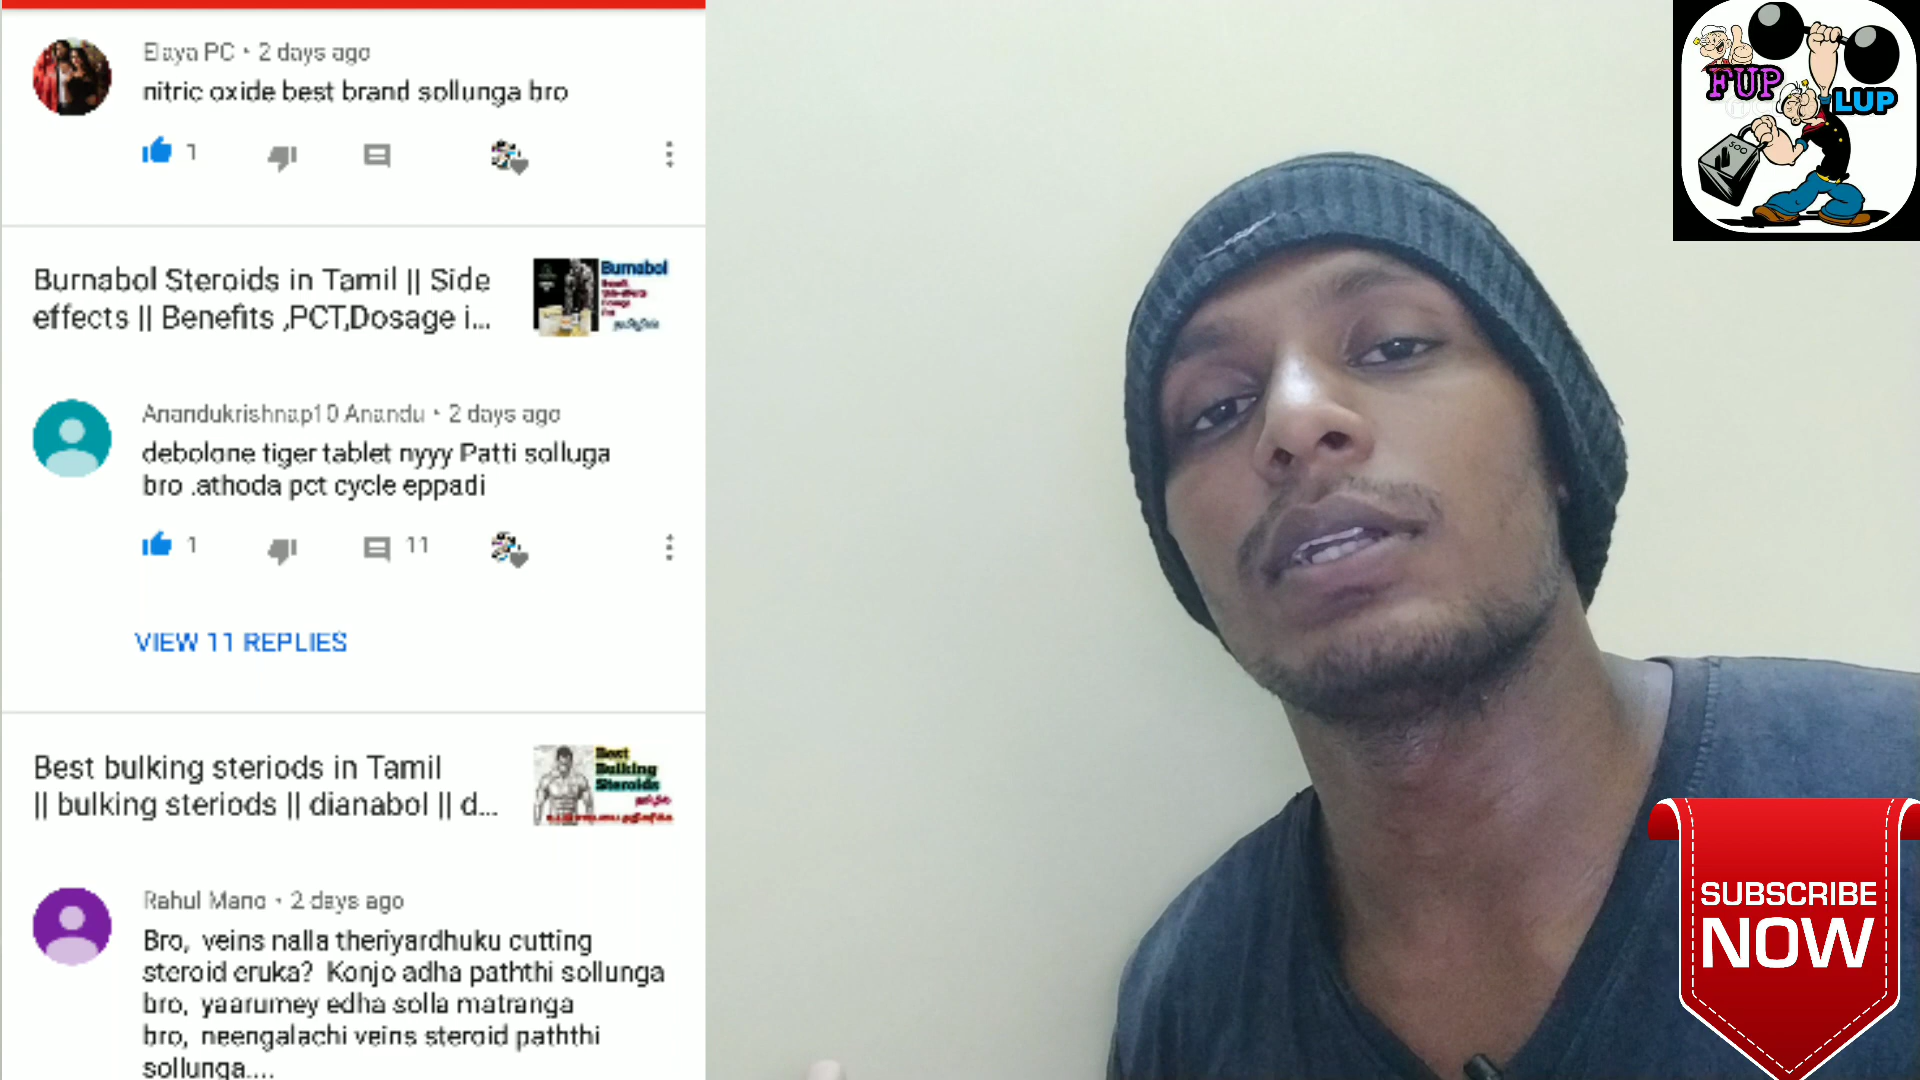 Elaya PC • 2 days ago
nitric oxide best brand sollunga bro
1
Burnabol Steroids in Tamil || Side
effects || Benefits ,PCT,Dosage i...
Burnabol
Anandukrishnap10 Anandu • 2 days ago
debolone tiger tablet nyyy Patti solluga
bro .athoda pct cycle eppadi
1
11
VIEW 11 REPLIES
Best bulking steriods in Tamil
|| bulking steriods || dianabol || d...
Best
Bulking
Steroids
Rahul Mano • 2 days ago
Bro, veins nalla theriyardhuku cutting
steroid eruka? Konjo adha paththi sollunga
bro, yaarumey edha solla matranga
bro, neengalachi veins steroid paththi
sollunga....
FUP
LUP
500
SUBSCRIBE
NOW